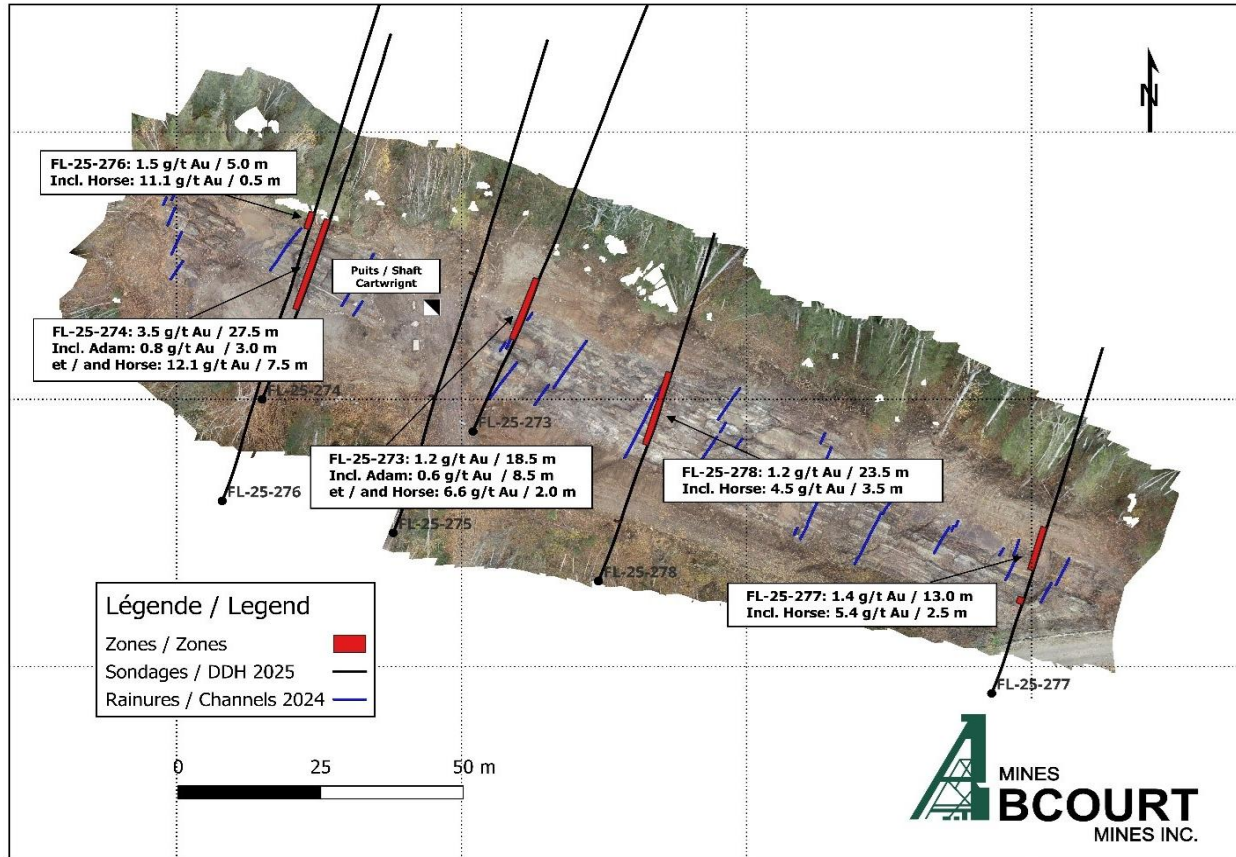 N
FL-25-276: 1.5 g/t Au / 5.0 m
Incl. Horse: 11.1 g/t Au / 0.5 m
Puits / Shaft
Cartwrignt
FL-25-274: 3.5 g/t Au / 27.5 m
Incl. Adam: 0.8 g/t Au / 3.0 m
et / and Horse: 12.1 g/t Au / 7.5 m
FL-25-274
FL-25-273
FL-25-273: 1.2 g/t Au / 18.5 m
Incl. Adam: 0.6 g/t Au / 8.5 m
et / and Horse: 6.6 g/t Au / 2.0 m
FL-25-278: 1.2 g/t Au / 23.5 m
Incl. Horse: 4.5 g/t Au / 3.5 m
FL-25-276
FL-25-275
FL-25-278
FL-25-277: 1.4 g/t Au / 13.0 m
Incl. Horse: 5.4 g/t Au / 2.5 m
FL-25-277
Légende / Legend
Zones / Zones
Sondages / DDH 2025
Rainures / Channels 2024
0 25 50 m
MINES
ABCOURT
MINES INC.